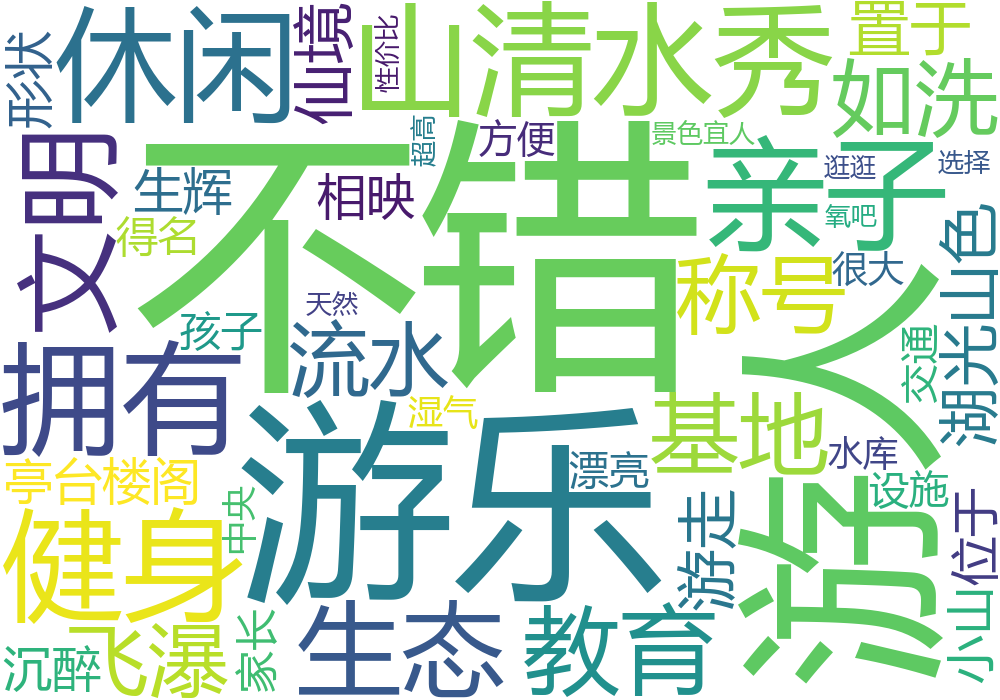 休闲
仙境
性价比
山清水秀
置于
形状
不错
超高
方便
景色宜人
如洗
文明
生辉
相映
亲子
逛逛
选择
得名
氧吧
湖光山色
称号
很大
孩子
天然
流水
游人
交通
拥有
湿气
基地
游乐
漂亮
水库
亭台楼阁
中央
设施
健身
游走
位于
沉醉
飞瀑
家长
生态
教育
小山